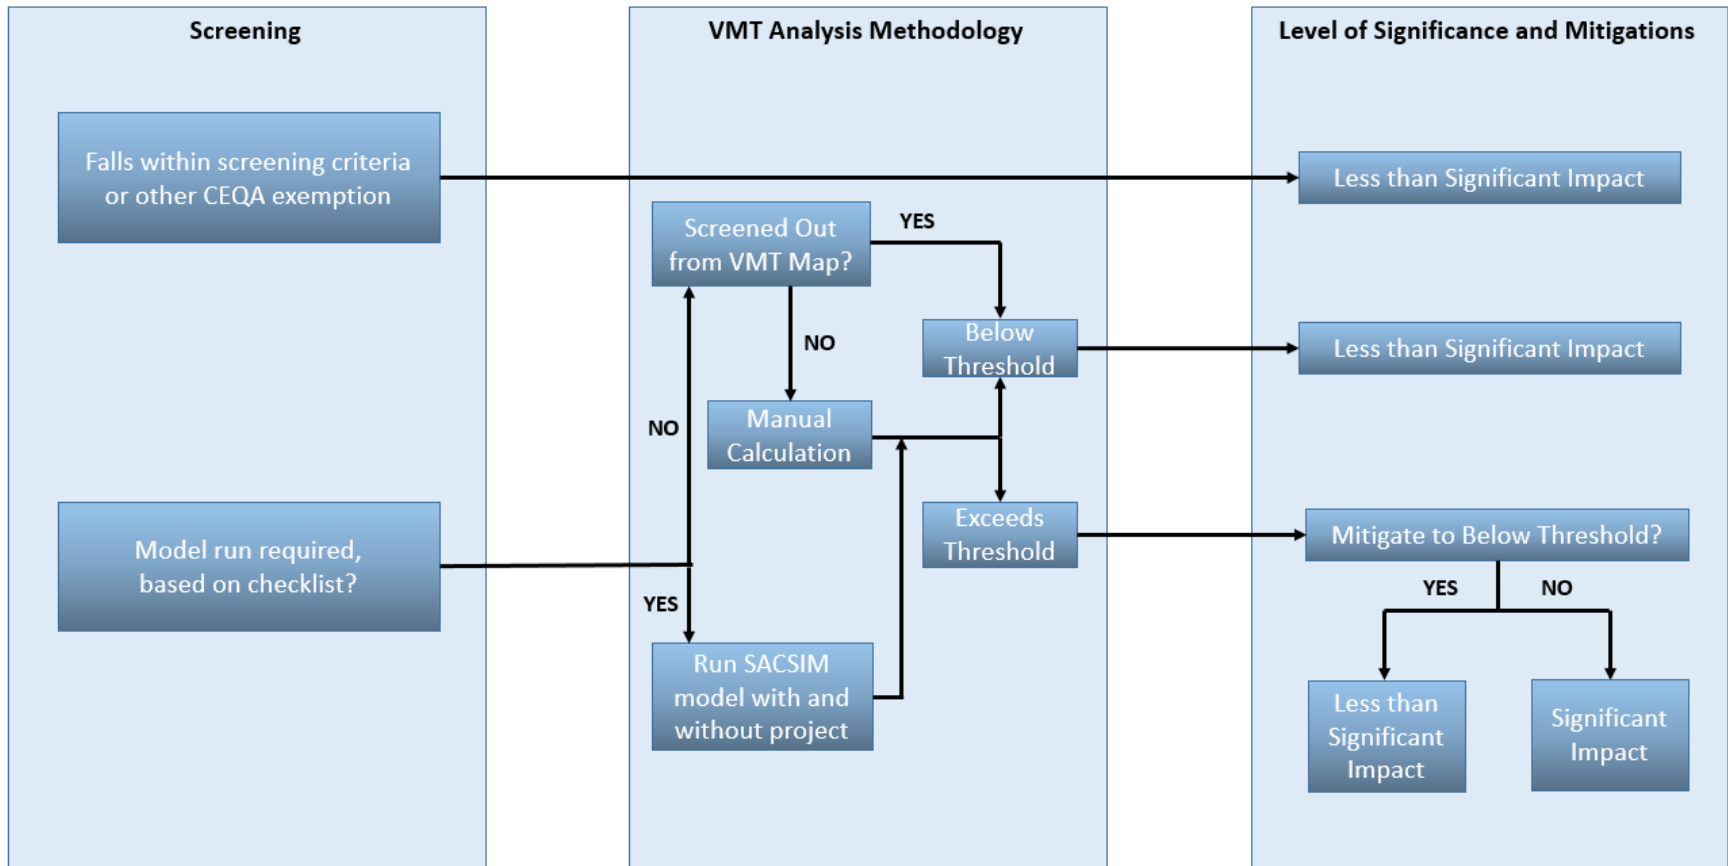 Screening
VMT Analysis Methodology
Level of Significance and Mitigations
Falls within screening criteria
or other CEQA exemption
Less than Significant Impact
Screened Out
from VMT Map?
YES
NO
Below
Threshold
Less than Significant Impact
Manual
Calculation
NO
Exceeds
Threshold
Mitigate to Below Threshold?
Model run required,
based on checklist?
YES
YES
NO
Run SACSIM
model with and
without project
Less than
Significant
Impact
Significant
Impact